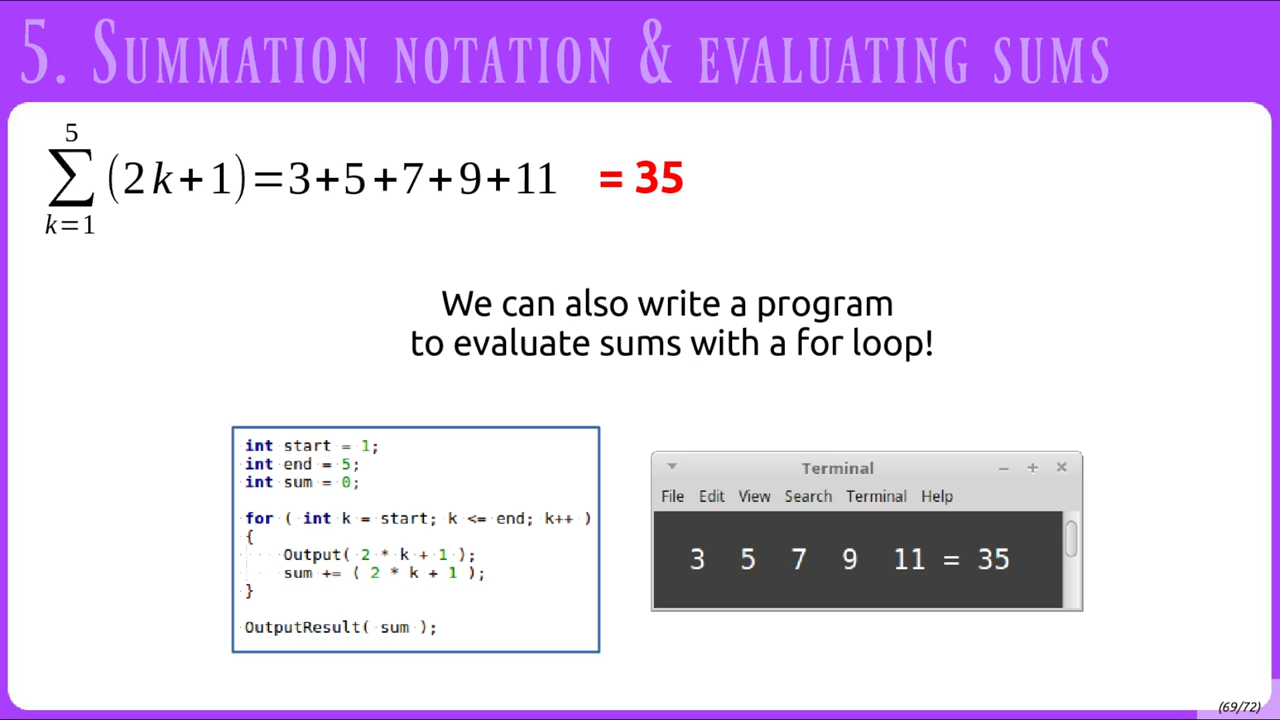 5. Summation notation & evaluating sums
5
∑ (2k+1)=3+5+7+9+11 = 35
k=1
We can also write a program
to evaluate sums with a for loop!
int start = 1;
int end = 5;
int sum = 0;
for ( int k = start; k <= end; k++ )
{
Output( 2 * k + 1 );
sum += ( 2 * k + 1 );
}
OutputResult( sum );
Terminal
File Edit View Search Terminal Help
3 5 7 9 11 = 35
(69/72)